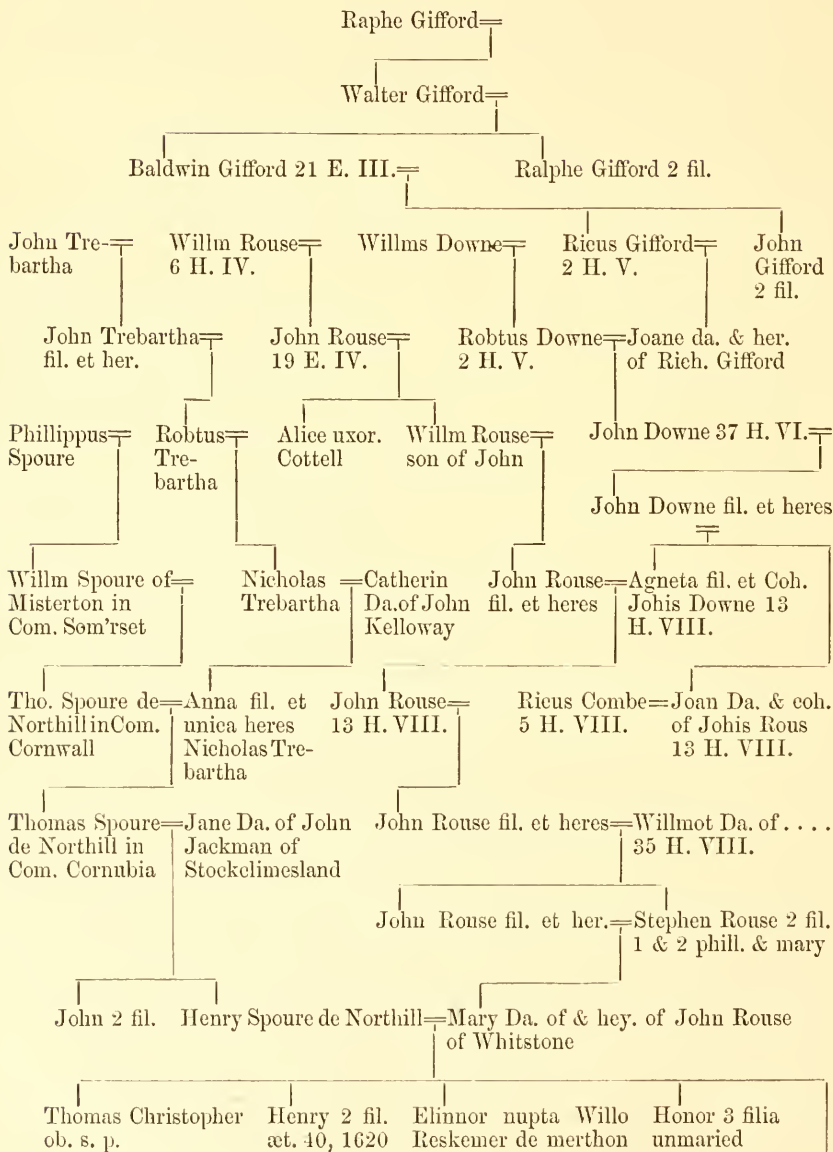 Raphe Gifford
Walter Gifford
Baldwin Gifford 21 E. III. Ralphe Gifford 2 fil.
John Tre- Willm Rouse Willms Downe Ricus Gifford John
bartha 6 H. IV. 2 H. V. Gifford
2 fil.
John Trebartha John Rouse Robtus Downe Joane da. & her.
fil. et her. 19 E. IV. 2 H. V. of Rich. Gifford
Phillippus Robtus Alice uxor. Willm Rouse John Downe 37 H. VI.
Spoure Tre- Cottell son of John
bartha
John Downe fil. et heres
Willm Spoure of Nicholas Catherin John Rouse Agneta fil. et Coh.
Misterton in Trebartha Da.of John fil. et heres Johis Downe 13
Com. Som'rset Kelloway H. VIII.
Tho. Spoure de Anna fil. et John Rouse Ricus Combe Joan Da. & coh.
Northill in Com. unica heres 13 H. VIII. 5 H. VIII. of Johis Rous
Cornwall Nicholas Tre- 13 H. VIII.
bartha
Thomas Spoure Jane Da. of John John Rouse fil. et heres Willmot Da. of . . . .
de Northill in Jackman of 35 H. VIII.
Com. Cornubia Stockclimesland
John Rouse fil. et her. Stephen Rouse 2 fil.
1 & 2 phill. & mary
John 2 fil. Henry Spoure de Northill Mary Da. of & hey. of John Rouse
of Whitstone
Thomas Christopher Henry 2 fil. Elinnor nupta Willo Honor 3 filia
ob. s. p. æt. 40, 1620 Reskemer de merthon unmaried